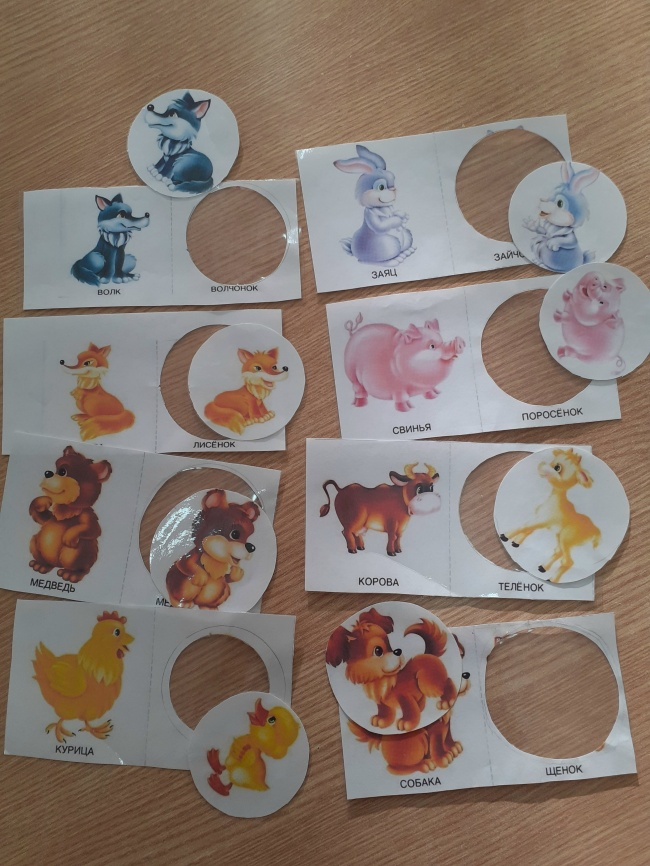 ВОЛК
ВОЛЧОНОК
ЗАЯЦ
ЛИСЁНОК
СВИНЬЯ
ПОРОСЁНОК
МЕДВЕДЬ
КОРОВА
ТЕЛЁНОК
КУРИЦА
СОБАКА
ЩЕНОК